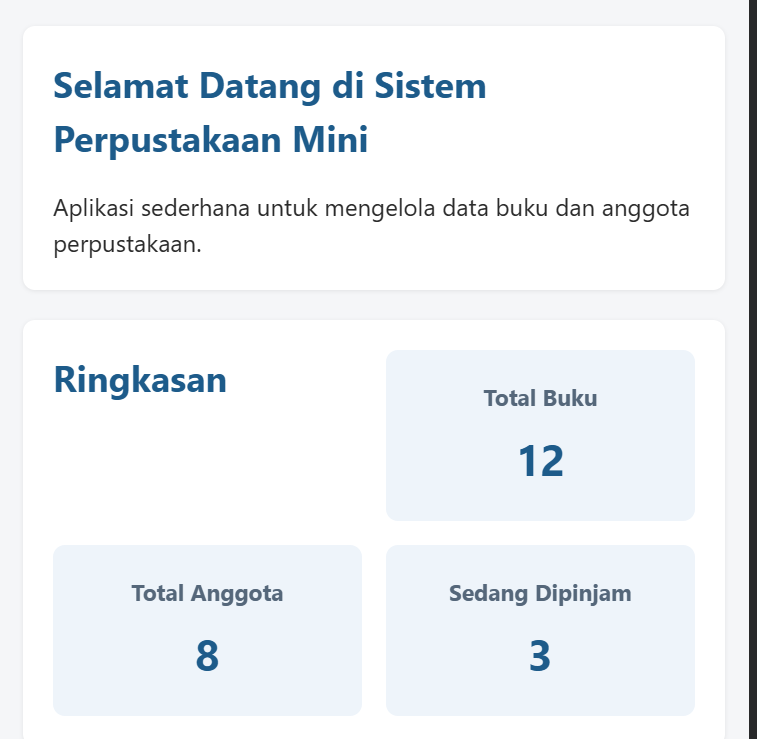 Selamat Datang di Sistem
Perpustakaan Mini
Aplikasi sederhana untuk mengelola data buku dan anggota
perpustakaan.
Ringkasan
Total Buku
12
Total Anggota
8
Sedang Dipinjam
3